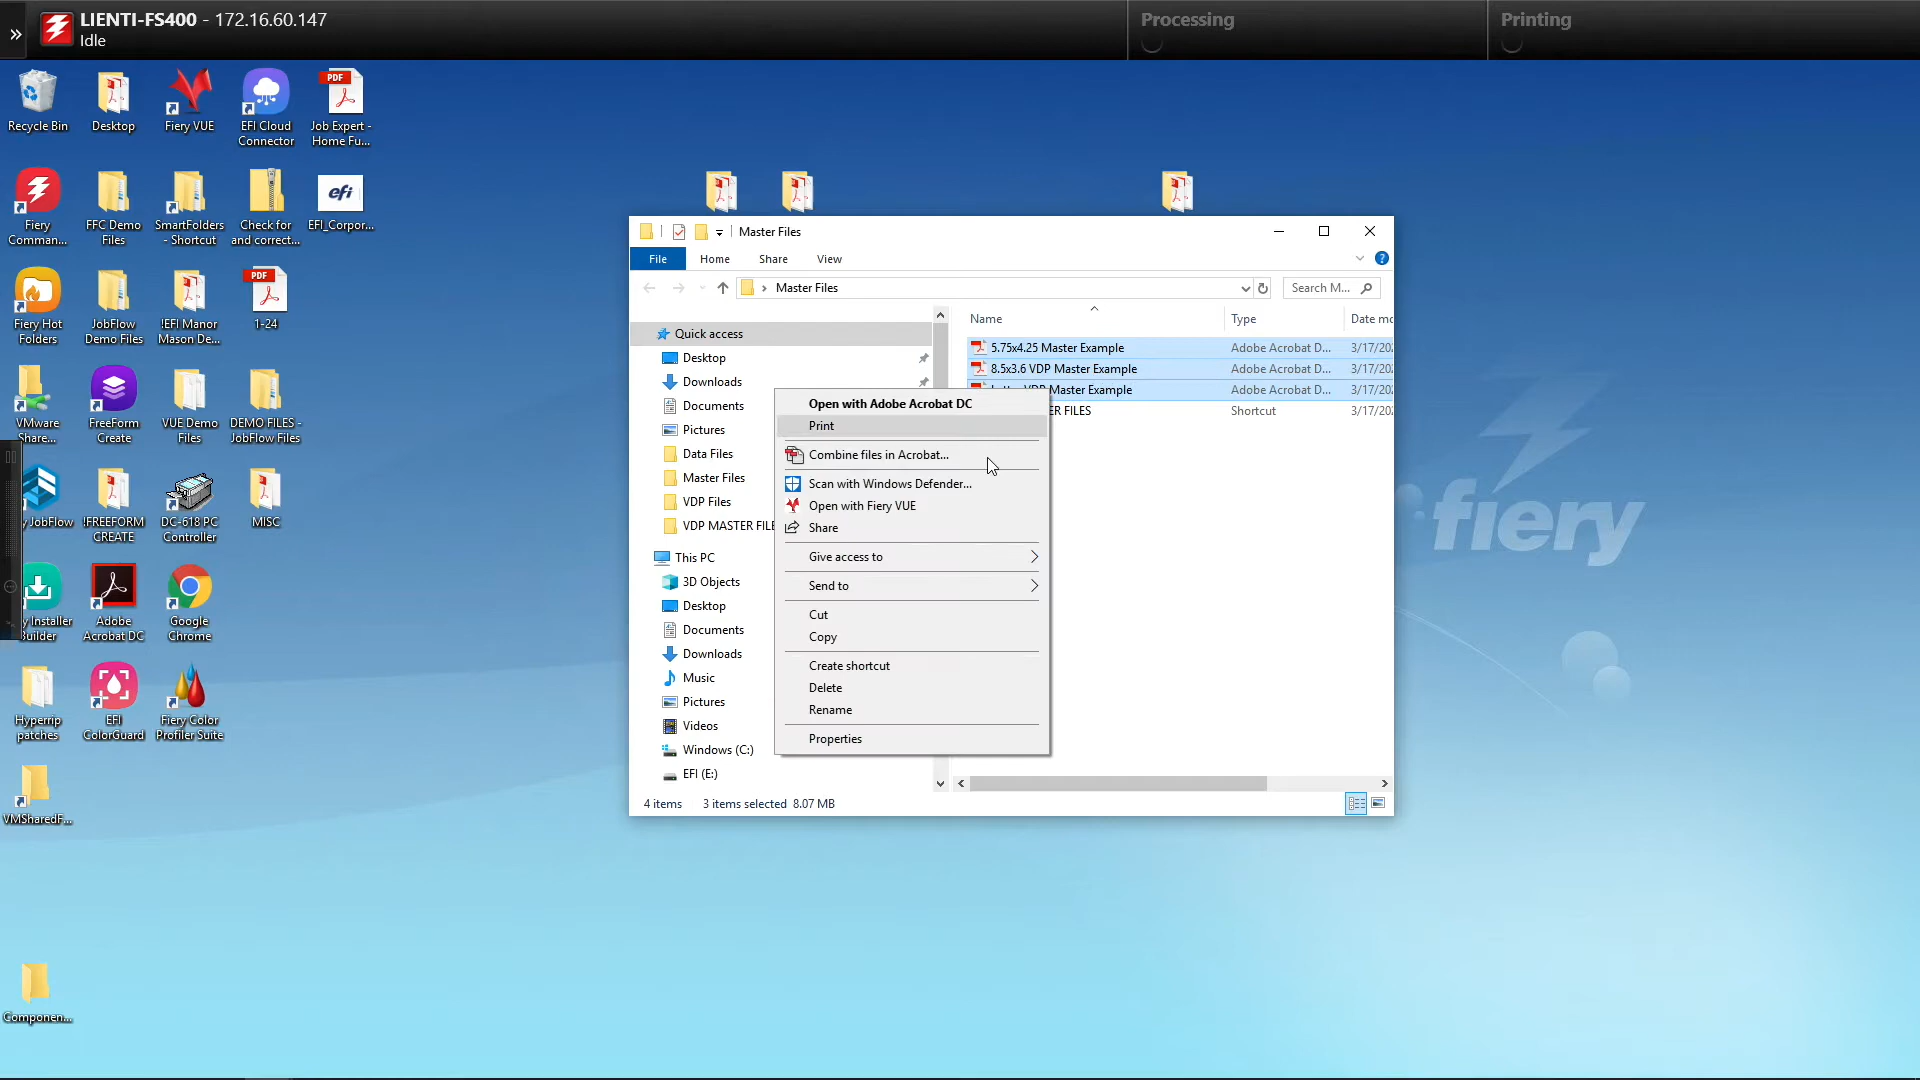 LIENTI-FS400 - 172.16.60.147
Idle
Processing
Printing
Recycle Bin
Desktop
Fiery VUE
EFI Cloud
Connector
PDF
Job Expert -
Home Fu...
Fiery
Comman...
FFC Demo
Files
SmartFolders
- Shortcut
Check for
and correct...
efi
EFI_Corpor...
Fiery Hot
Folders
JobFlow
Demo Files
!EFI Manor
Mason De...
PDF
1-24
VMware
Share...
FreeForm
Create
VUE Demo
Files
DEMO FILES -
JobFlow Files
y JobFlow
!FREEFORM
CREATE
DC-618 PC
Controller
MISC
y Installer
Builder
Adobe
Acrobat DC
Google
Chrome
Hyperrip
patches
EFI
ColorGuard
Fiery Color
Profiler Suite
VMSharedF...
Componen...
Master Files
File
Home
Share
View
Master Files
Search M...
Quick access
Desktop
Downloads
Documents
Pictures
Data Files
Master Files
VDP Files
VDP MASTER FILE
This PC
3D Objects
Desktop
Documents
Downloads
Music
Pictures
Videos
Windows (C:)
EFI (E:)
Name
Type
Date mo
5.75x4.25 Master Example
Adobe Acrobat D...
3/17/202
8.5x3.6 VDP Master Example
Adobe Acrobat D...
3/17/202
VDP Master Example
Adobe Acrobat D...
3/17/202
ER FILES
Shortcut
3/17/202
Open with Adobe Acrobat DC
Print
Combine files in Acrobat...
Scan with Windows Defender...
Open with Fiery VUE
Share
Give access to
Send to
Cut
Copy
Create shortcut
Delete
Rename
Properties
4 items
3 items selected 8.07 MB
fiery